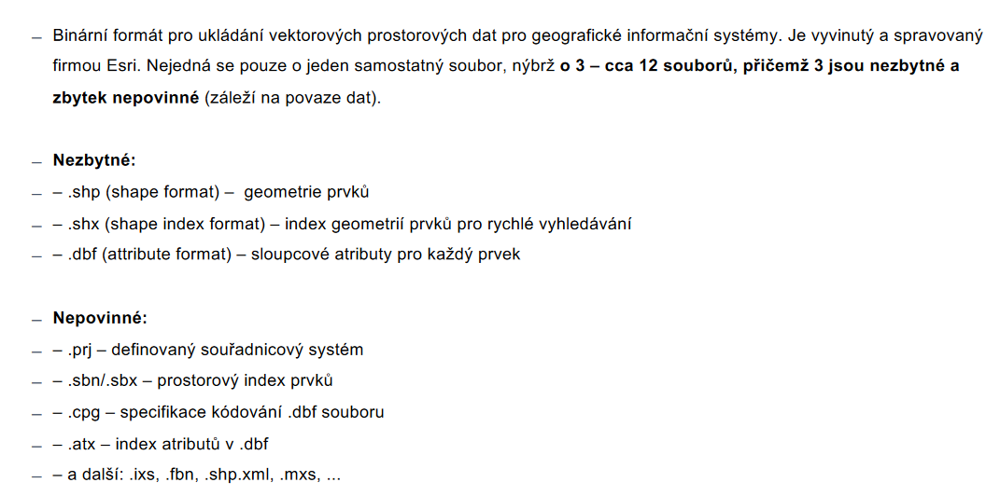 – Binární formát pro ukládání vektorových prostorových dat pro geografické informační systémy. Je vyvinutý a spravovaný
firmou Esri. Nejedná se pouze o jeden samostatný soubor, nýbrž o 3 – cca 12 souborů, přičemž 3 jsou nezbytné a
zbytek nepovinné (záleží na povaze dat).
– Nezbytné:
– – .shp (shape format) – geometrie prvků
– – .shx (shape index format) – index geometrií prvků pro rychlé vyhledávání
– – .dbf (attribute format) – sloupcové atributy pro každý prvek
– Nepovinné:
– – .prj – definovaný souřadnicový systém
– – .sbn/.sbx – prostorový index prvků
– – .cpg – specifikace kódování .dbf souboru
– – .atx – index atributů v .dbf
– – a další: .ixs, .fbn, .shp.xml, .mxs, ...